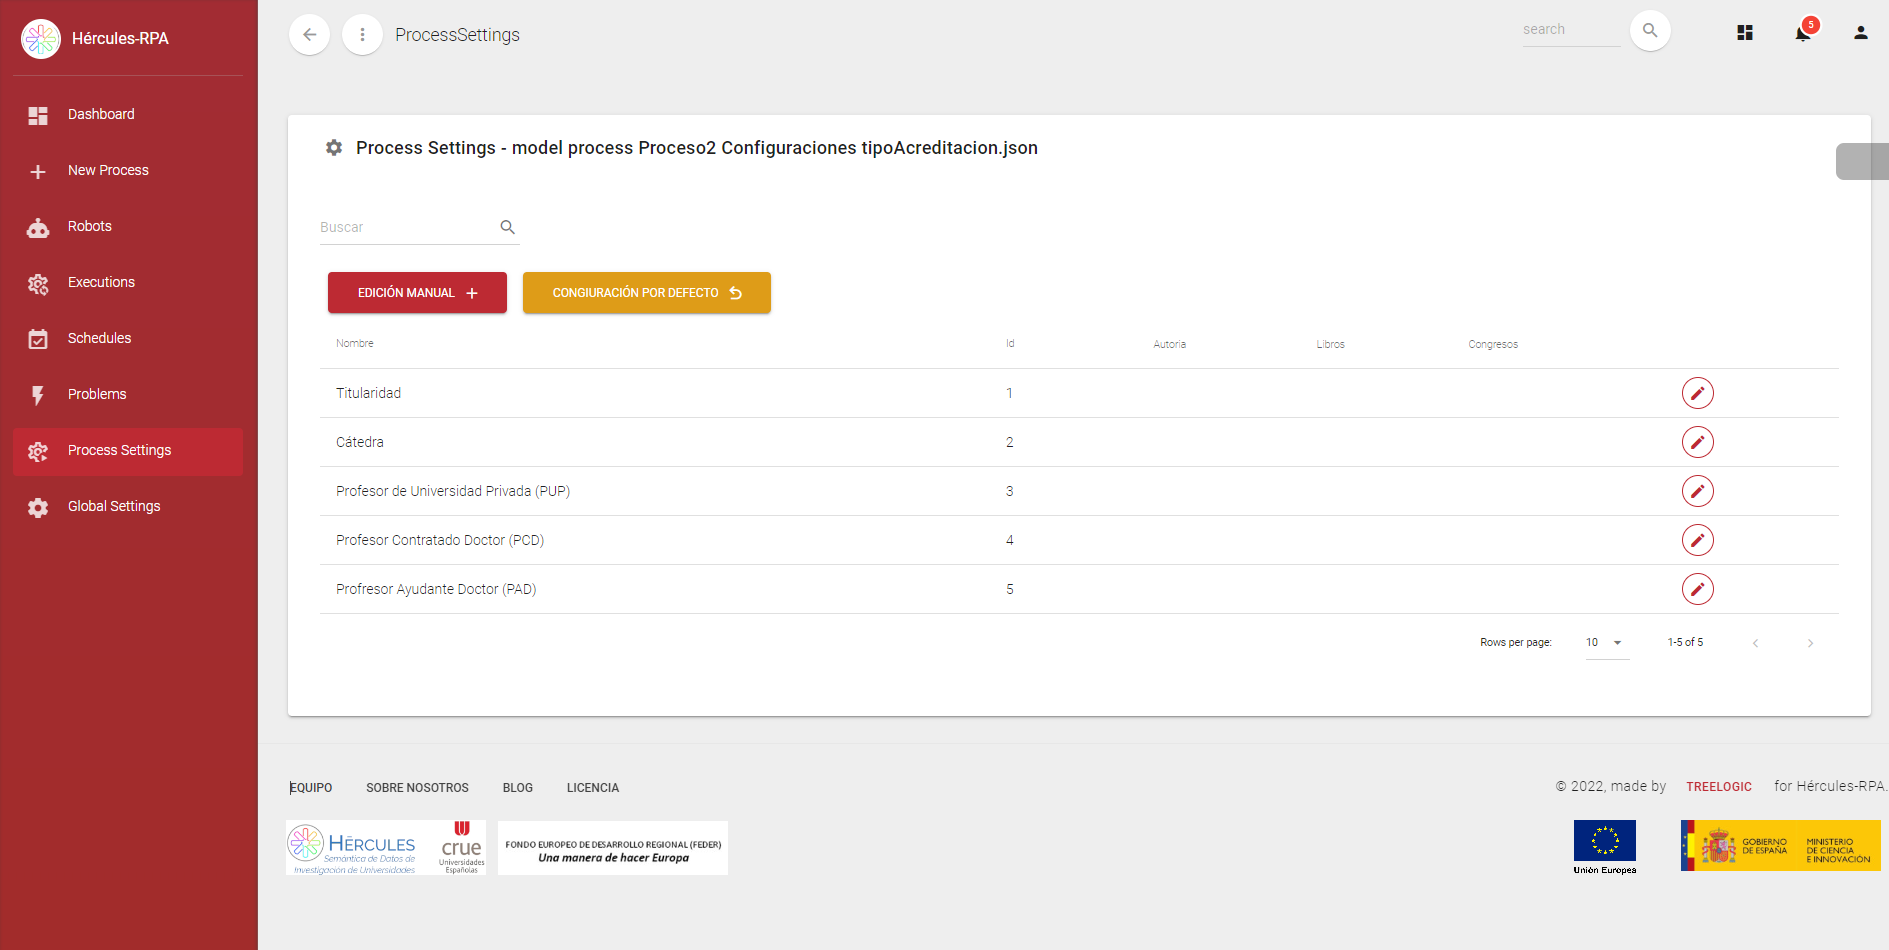 Hércules-RPA
Dashboard
New Process
Robots
Executions
Schedules
Problems
Process Settings
Global Settings
ProcessSettings
search
5
Process Settings - model process Proceso2 Configuraciones tipoAcreditacion.json
Buscar
EDICIÓN MANUAL
CONGIURACIÓN POR DEFECTO
Nombre Id Autoria Libros Congresos
Titularidad 1
Cátedra 2
Profesor de Universidad Privada (PUP) 3
Profesor Contratado Doctor (PCD) 4
Profresor Ayudante Doctor (PAD) 5
Rows per page: 10 1-5 of 5
EQUIPO SOBRE NOSOTROS BLOG LICENCIA
© 2022, made by TREELOGIC for Hércules-RPA.
HÉRCULES
Semántica de Datos de
Investigación de Universidades
crue
Universidades
Españolas
FONDO EUROPEO DE DESARROLLO REGIONAL (FEDER)
Una manera de hacer Europa
Unión Europea
GOBIERNO
DE ESPAÑA
MINISTERIO
DE CIENCIA
E INNOVACIÓN